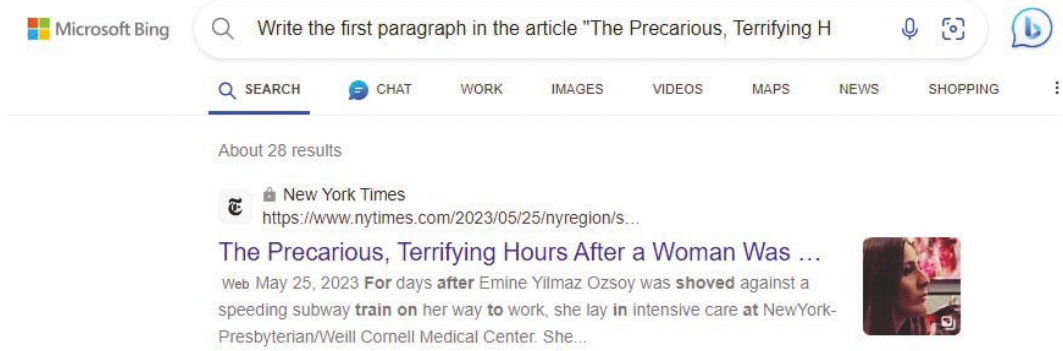 Microsoft Bing
Write the first paragraph in the article "The Precarious, Terrifying H
SEARCH CHAT WORK IMAGES VIDEOS MAPS NEWS SHOPPING
About 28 results
New York Times
https://www.nytimes.com/2023/05/25/nyregion/s...
The Precarious, Terrifying Hours After a Woman Was ...
Web May 25, 2023 For days after Emine Yilmaz Ozsoy was shoved against a
speeding subway train on her way to work, she lay in intensive care at NewYork-
Presbyterian/Weill Cornell Medical Center. She...